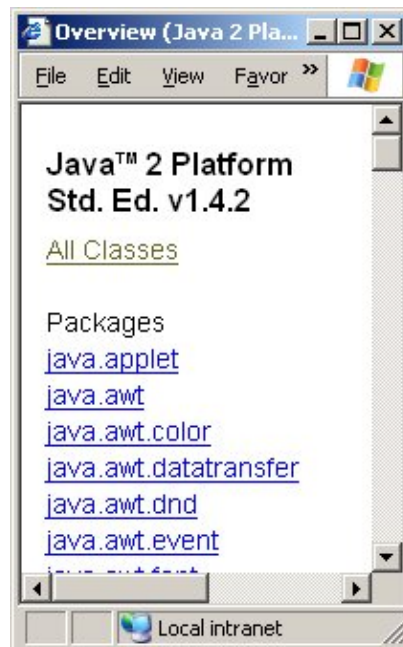 Overview (Java 2 Pla...
File Edit View Favor »
Java™ 2 Platform
Std. Ed. v1.4.2
All Classes
Packages
java.applet
java.awt
java.awt.color
java.awt.datatransfer
java.awt.dnd
java.awt.event
Local intranet